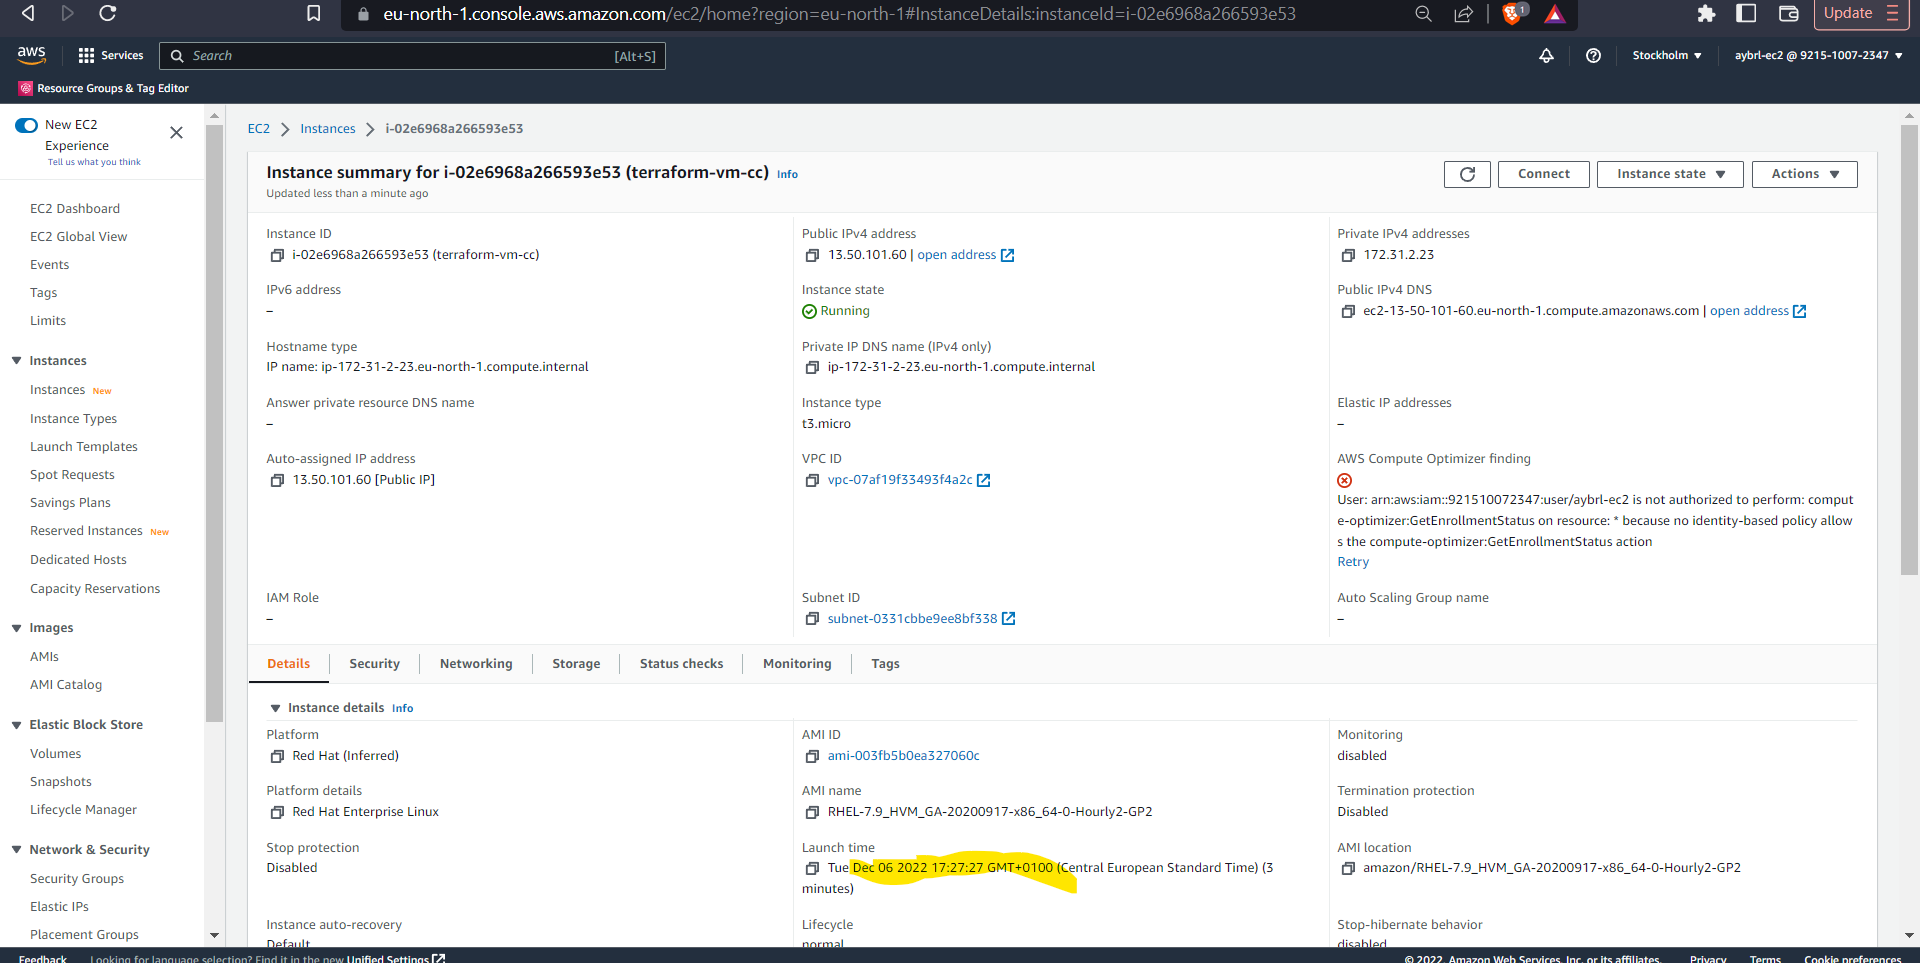 eu-north-1.console.aws.amazon.com/ec2/home?region=eu-north-1#InstanceDetails:instanceId=i-02e6968a266593e53
1
Update
aws
Services
Search
[Alt+S]
Stockholm
aybrl-ec2 @ 9215-1007-2347
Resource Groups & Tag Editor
New EC2
Experience
Tell us what you think
EC2 Dashboard
EC2 Global View
Events
Tags
Limits
Instances
Instances New
Instance Types
Launch Templates
Spot Requests
Savings Plans
Reserved Instances New
Dedicated Hosts
Capacity Reservations
Images
AMIs
AMI Catalog
Elastic Block Store
Volumes
Snapshots
Lifecycle Manager
Network & Security
Security Groups
Elastic IPs
Placement Groups
EC2 > Instances > i-02e6968a266593e53
Instance summary for i-02e6968a266593e53 (terraform-vm-cc) Info
Updated less than a minute ago
Connect
Instance state
Actions
Instance ID
i-02e6968a266593e53 (terraform-vm-cc)
Public IPv4 address
13.50.101.60 | open address
Private IPv4 addresses
172.31.2.23
IPv6 address
–
Instance state
Running
Public IPv4 DNS
ec2-13-50-101-60.eu-north-1.compute.amazonaws.com | open address
Hostname type
IP name: ip-172-31-2-23.eu-north-1.compute.internal
Private IP DNS name (IPv4 only)
ip-172-31-2-23.eu-north-1.compute.internal
Answer private resource DNS name
–
Instance type
t3.micro
Elastic IP addresses
–
Auto-assigned IP address
13.50.101.60 [Public IP]
VPC ID
vpc-07af19f33493f4a2c
AWS Compute Optimizer finding
User: arn:aws:iam::921510072347:user/aybrl-ec2 is not authorized to perform: comput
e-optimizer:GetEnrollmentStatus on resource: * because no identity-based policy allow
s the compute-optimizer:GetEnrollmentStatus action
Retry
IAM Role
–
Subnet ID
subnet-0331cbbe9ee8bf338
Auto Scaling Group name
–
Details
Security
Networking
Storage
Status checks
Monitoring
Tags
Instance details Info
Platform
Red Hat (Inferred)
AMI ID
ami-003fb5b0ea327060c
Monitoring
disabled
Platform details
Red Hat Enterprise Linux
AMI name
RHEL-7.9_HVM_GA-20200917-x86_64-0-Hourly2-GP2
Termination protection
Disabled
Stop protection
Disabled
Launch time
Tue Dec 06 2022 17:27:27 GMT+0100 (Central European Standard Time) (3
minutes)
AMI location
amazon/RHEL-7.9_HVM_GA-20200917-x86_64-0-Hourly2-GP2
Instance auto-recovery
Default
Lifecycle
normal
Stop-hibernate behavior
disabled
Feedback
Looking for language selection? Find it in the new Unified Settings
© 2022, Amazon Web Services, Inc. or its affiliates.
Privacy
Terms
Cookie preferences